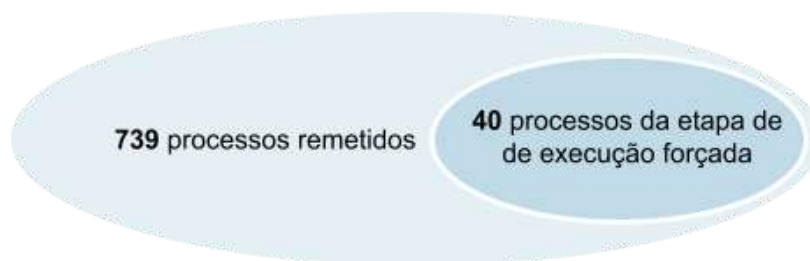 739 processos remetidos
40 processos da etapa de
de execução forçada